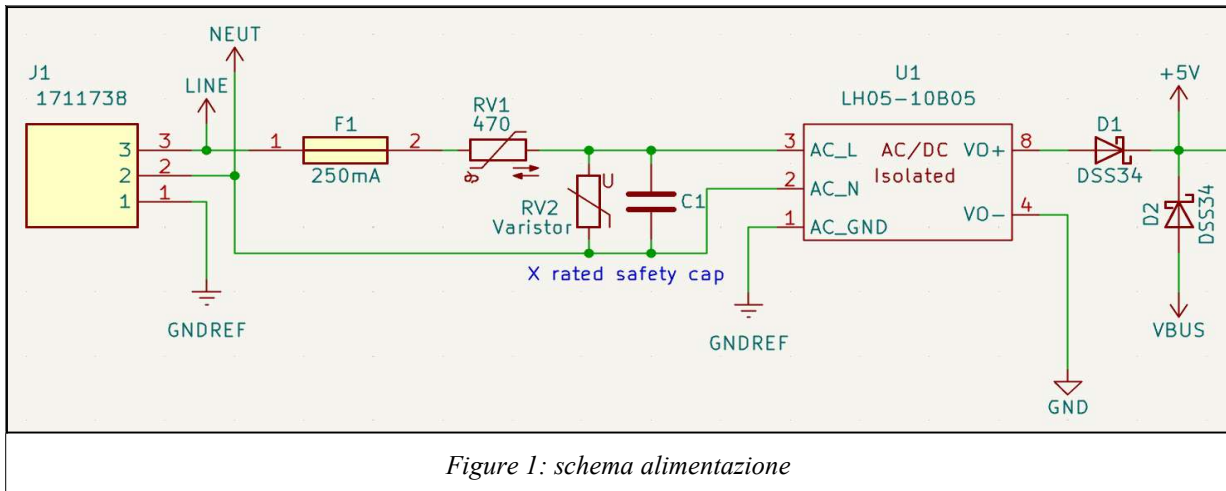 NEUT
J1
1711738
LINE
3
2
1
3
2
1
GNDREF
F1
1
2
250mA
RV1
470
U
RV2
Varistor
C1
X rated safety cap
U1
LH05-10B05
3
2
1
AC_L
AC_N
AC_GND
AC/DC
Isolated
VO+
VO-
8
4
GNDREF
GND
D1
DSS34
+5V
D2
DSS34
VBUS
Figure 1: schema alimentazione